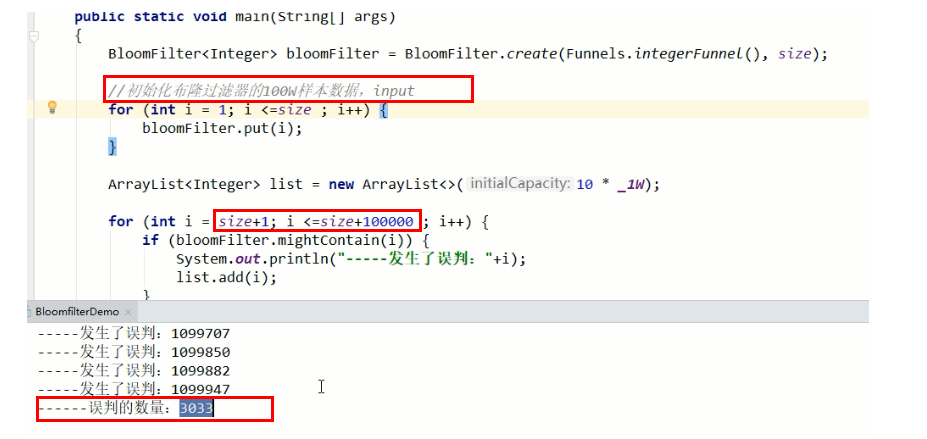 public static void main(String[] args)
{
BloomFilter<Integer> bloomFilter = BloomFilter.create(Funnels.integerFunnel(), size);
//初始化布隆过滤器的100W样本数据，input
for (int i = 1; i <=size ; i++) {
bloomFilter.put(i);
}
ArrayList<Integer> list = new ArrayList<>( initialCapacity: 10 * _1W);
for (int i = size+1; i <=size+100000 ; i++) {
if (bloomFilter.mightContain(i)) {
System.out.println("-----发生了误判："+i);
list.add(i);
}
BloomfilterDemo ×
-----发生了误判：1099707
-----发生了误判：1099850
-----发生了误判：1099882
-----发生了误判：1099947
------误判的数量：3033